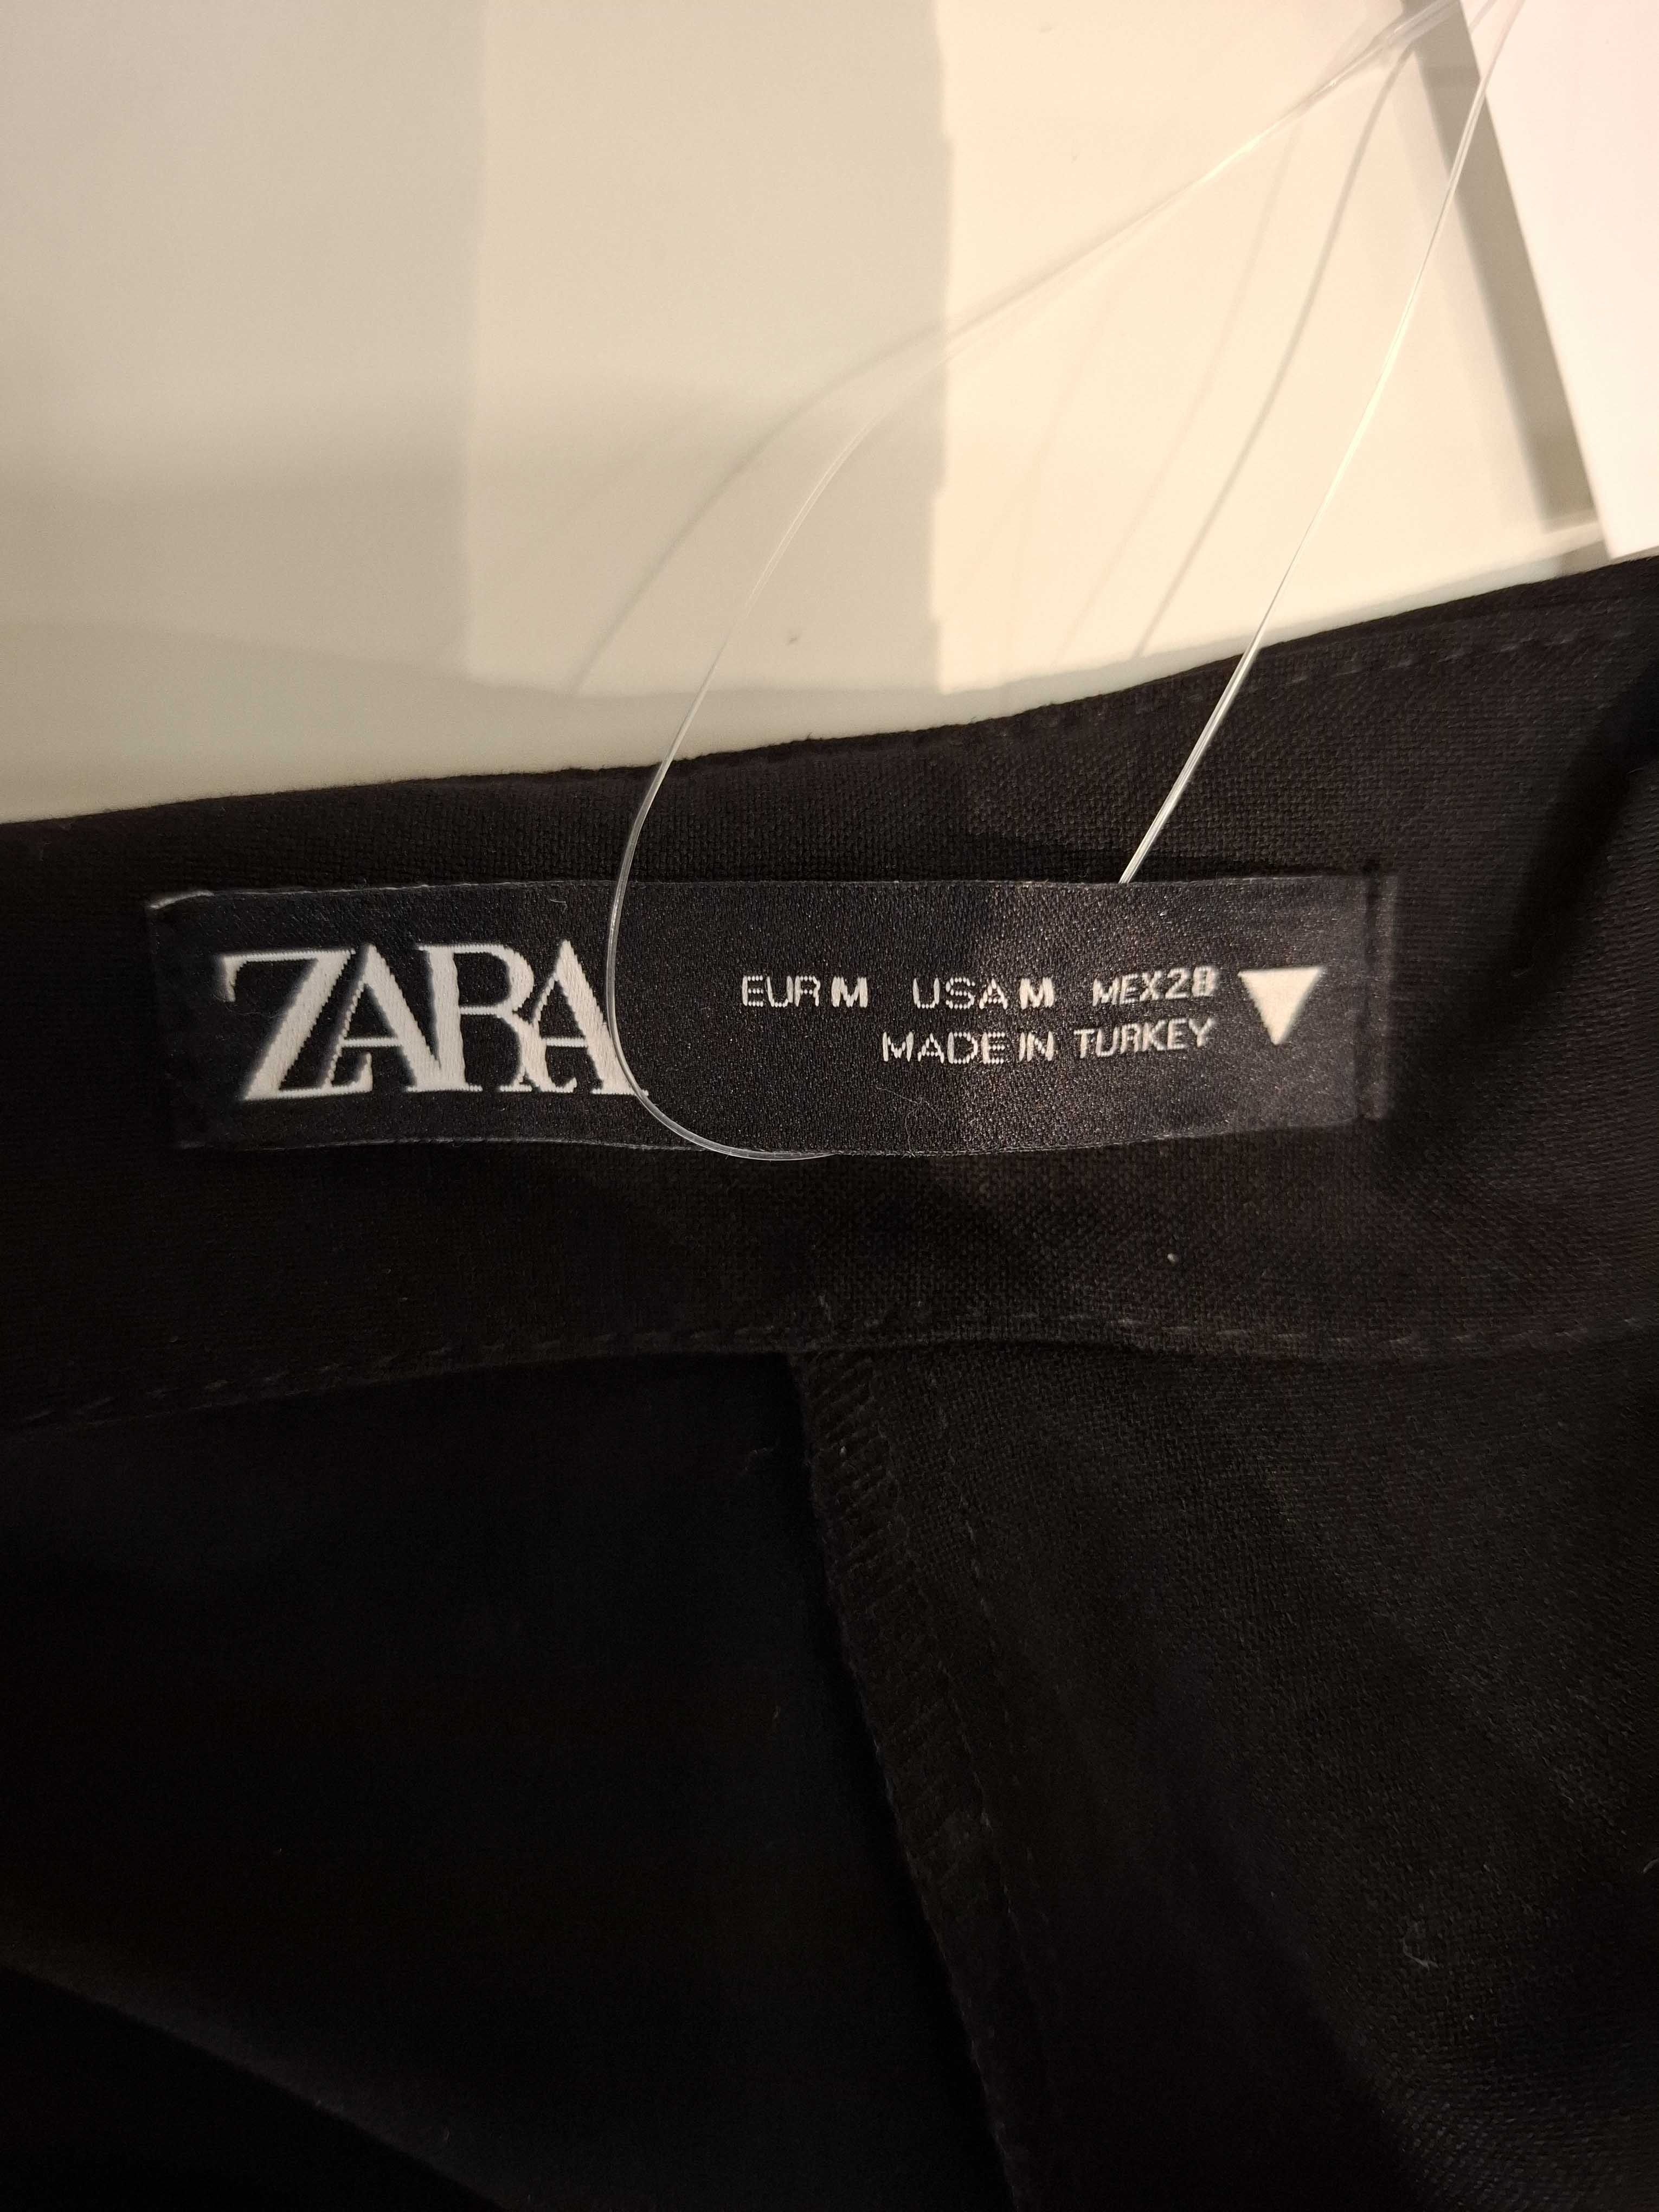 ZARA
EUR M USA M MEX 28
MADE IN TURKEY